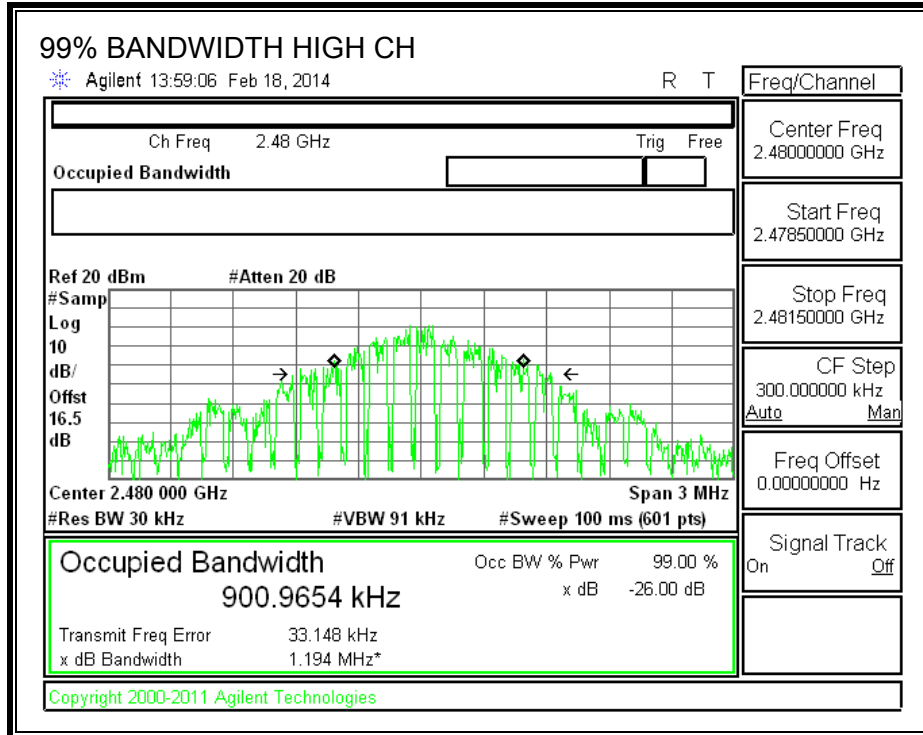 99% BANDWIDTH HIGH CH
Agilent 13:59:06 Feb 18, 2014 R T
Freq/Channel
Ch Freq 2.48 GHz Trig Free
Occupied Bandwidth
Center Freq
2.48000000 GHz
Start Freq
2.47850000 GHz
Stop Freq
2.48150000 GHz
CF Step
300.000000 kHz
Auto Man
Freq Offset
0.00000000 Hz
Signal Track
On Off
Ref 20 dBm #Atten 20 dB
#Samp
Log
10
dB/
Offst
16.5
dB
Center 2.480 000 GHz Span 3 MHz
#Res BW 30 kHz #VBW 91 kHz #Sweep 100 ms (601 pts)
Occupied Bandwidth Occ BW % Pwr 99.00 %
900.9654 kHz x dB -26.00 dB
Transmit Freq Error 33.148 kHz
x dB Bandwidth 1.194 MHz*
Copyright 2000-2011 Agilent Technologies